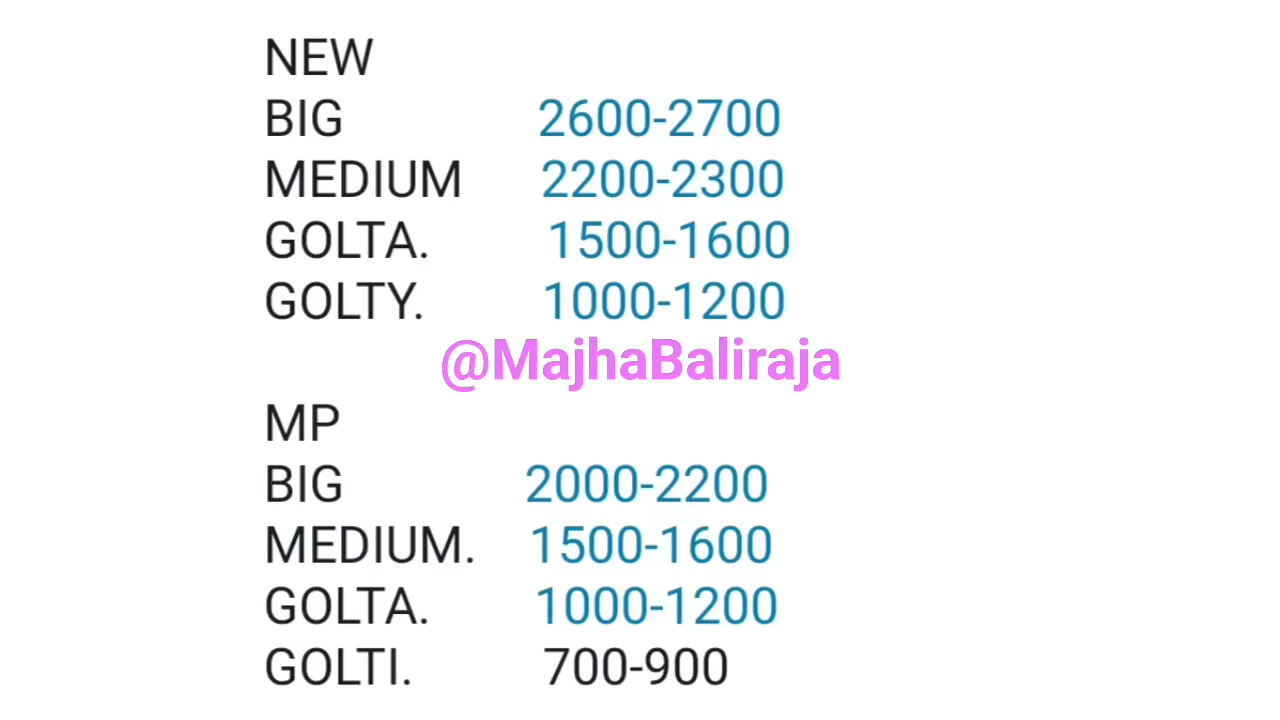 NEW
BIG 2600-2700
MEDIUM 2200-2300
GOLTA. 1500-1600
GOLTY. 1000-1200
@MajhaBaliraja
MP
BIG 2000-2200
MEDIUM. 1500-1600
GOLTA. 1000-1200
GOLTI. 700-900